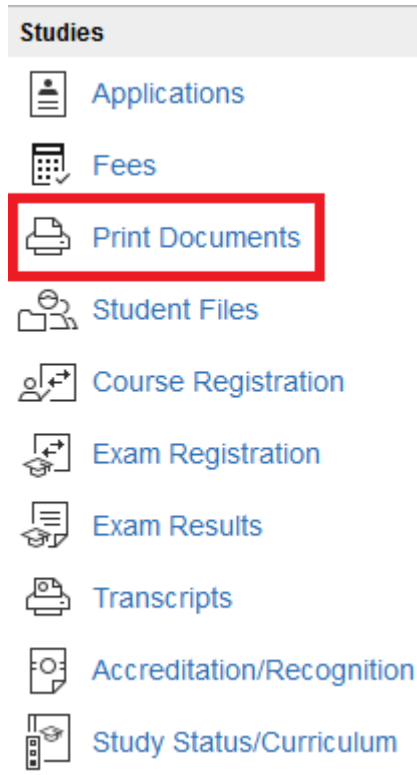 Studies
Applications
Fees
Print Documents
Student Files
Course Registration
Exam Registration
Exam Results
Transcripts
Accreditation/Recognition
Study Status/Curriculum